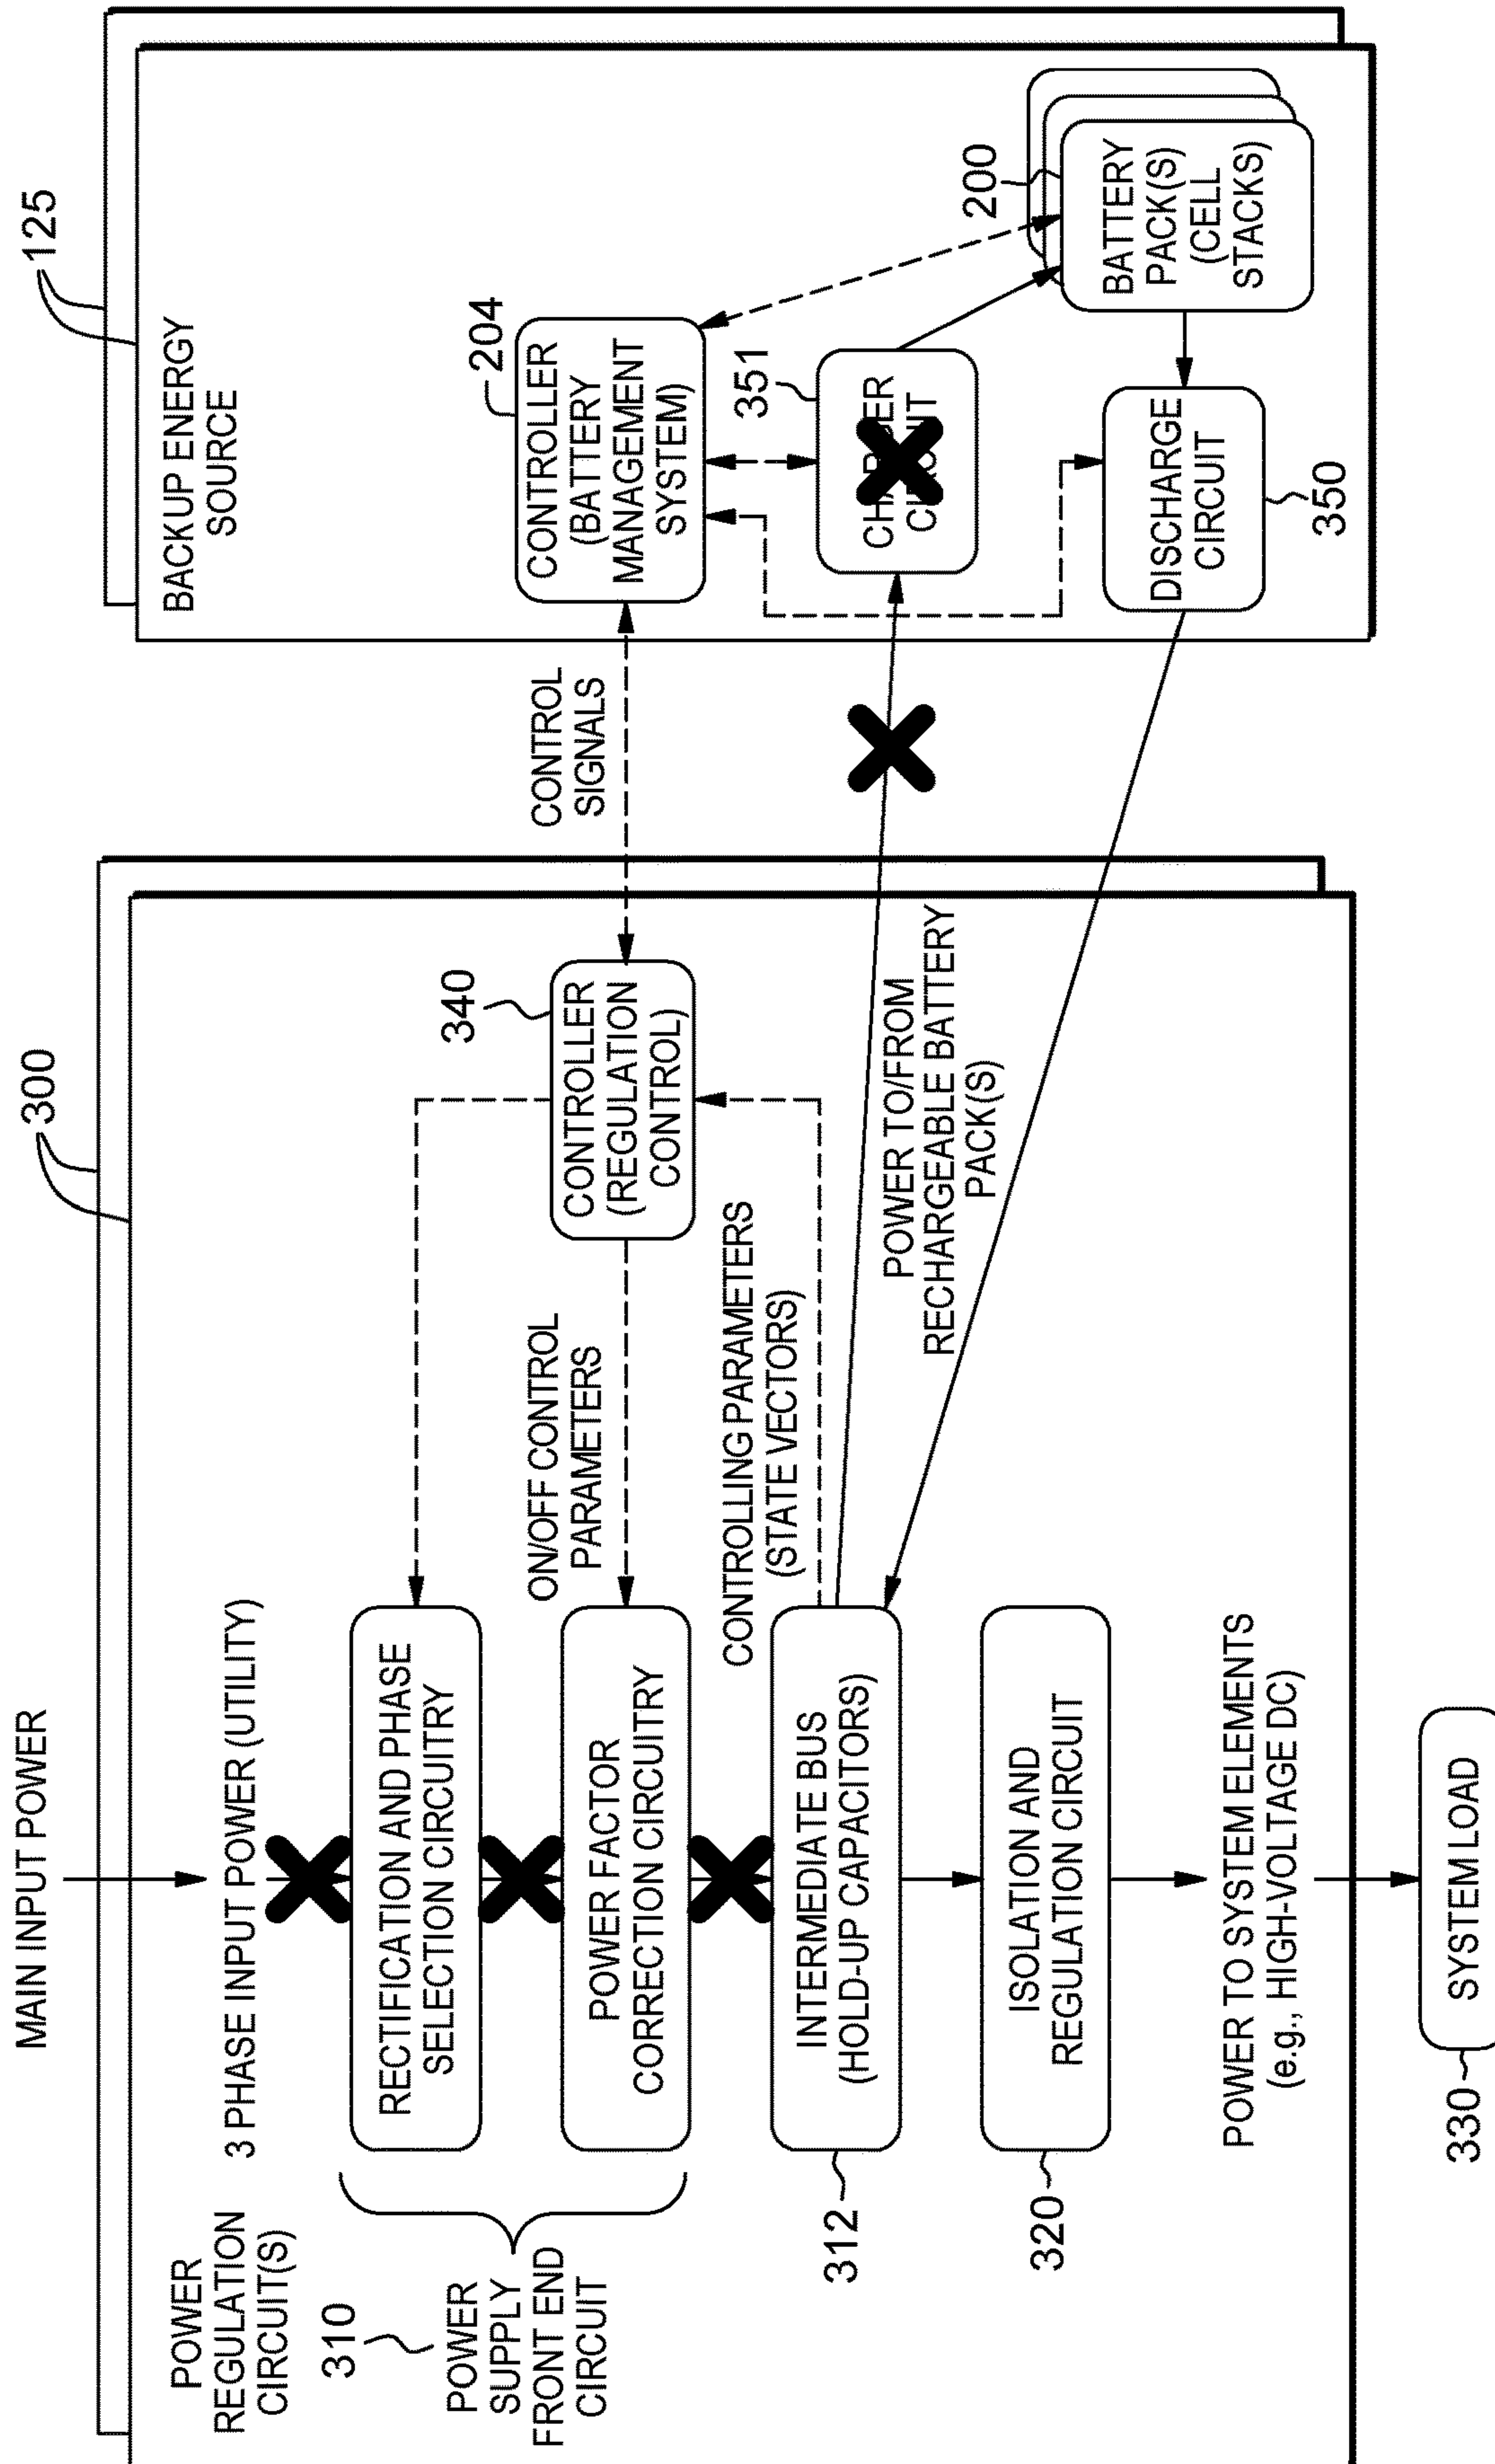 MAIN INPUT POWER
300
POWER
REGULATION
CIRCUIT(S)
3 PHASE INPUT POWER (UTILITY)
310
POWER
SUPPLY
FRONT END
CIRCUIT
RECTIFICATION AND PHASE
SELECTION CIRCUITRY
POWER FACTOR
CORRECTION CIRCUITRY
ON/OFF CONTROL
PARAMETERS
340
CONTROLLER
(REGULATION
CONTROL)
CONTROLLING PARAMETERS
(STATE VECTORS)
312
INTERMEDIATE BUS
(HOLD-UP CAPACITORS)
320
ISOLATION AND
REGULATION CIRCUIT
POWER TO SYSTEM ELEMENTS
(e.g., HIGH-VOLTAGE DC)
330
SYSTEM LOAD
POWER TO/FROM
RECHARGEABLE BATTERY
PACK(S)
CONTROL
SIGNALS
125
BACKUP ENERGY
SOURCE
204
CONTROLLER
(BATTERY
MANAGEMENT
SYSTEM)
351
200
BATTERY
PACK(S)
(CELL
STACKS)
DISCHARGE
CIRCUIT
350